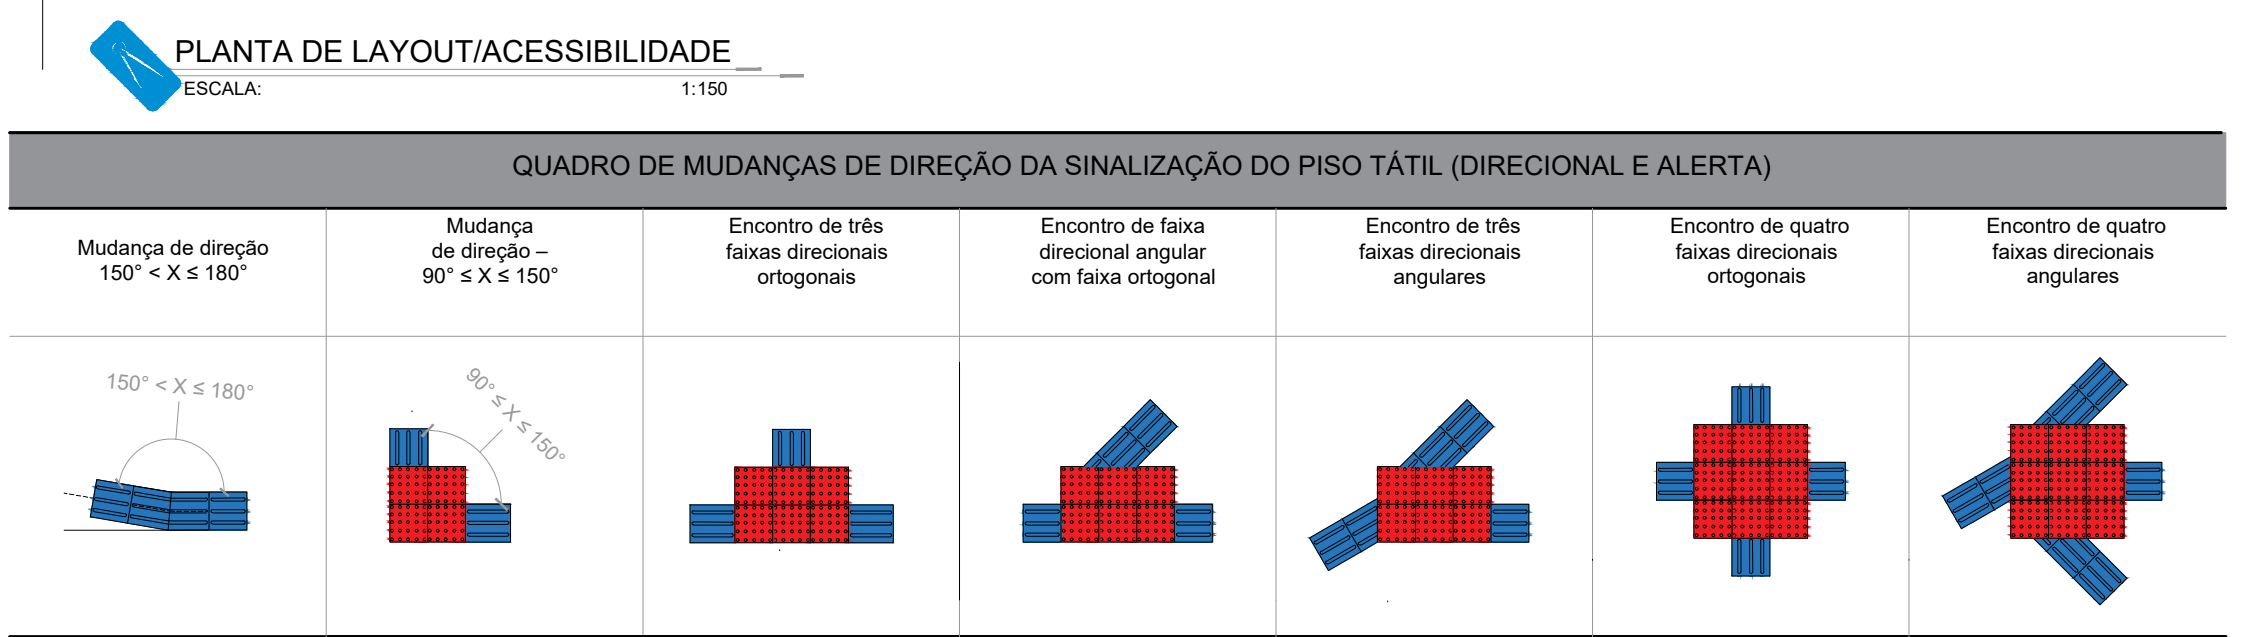 PLANTA DE LAYOUT/ACESSIBILIDADE
ESCALA: 1:150
QUADRO DE MUDANÇAS DE DIREÇÃO DA SINALIZAÇÃO DO PISO TÁTIL (DIRECIONAL E ALERTA)
Mudança de direção
150° < X ≤ 180°
Mudança
de direção –
90° ≤ X ≤ 150°
Encontro de três
faixas direcionais
ortogonais
Encontro de faixa
direcional angular
com faixa ortogonal
Encontro de três
faixas direcionais
angulares
Encontro de quatro
faixas direcionais
ortogonais
Encontro de quatro
faixas direcionais
angulares
150° < X ≤ 180°
90° ≤ X ≤ 150°